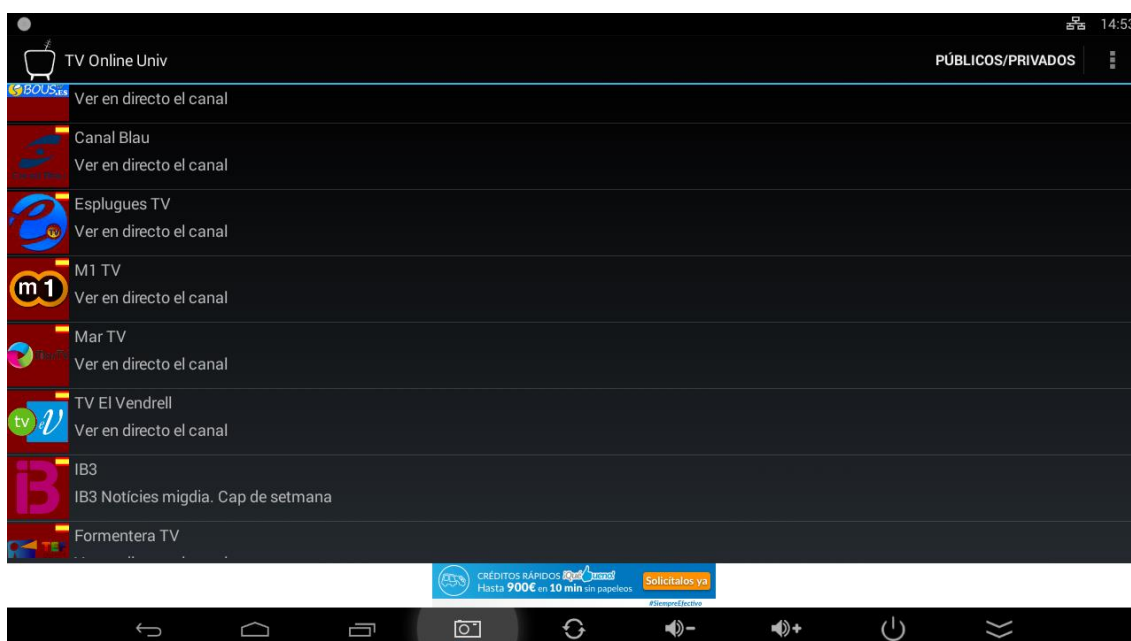 14:53
TV Online Univ
PÚBLICOS/PRIVADOS
BOUS.ES
Ver en directo el canal
Canal Blau
Ver en directo el canal
Esplugues TV
Ver en directo el canal
m1
M1 TV
Ver en directo el canal
Mar TV
Ver en directo el canal
tv eV
TV El Vendrell
Ver en directo el canal
IB3
IB3 Notícies migdia. Cap de setmana
Formentera TV
CRÉDITOS RÁPIDOS ¡Qué bueno!
Hasta 900€ en 10 min sin papeleos
Solicítalos ya
#SiempreEfectivo